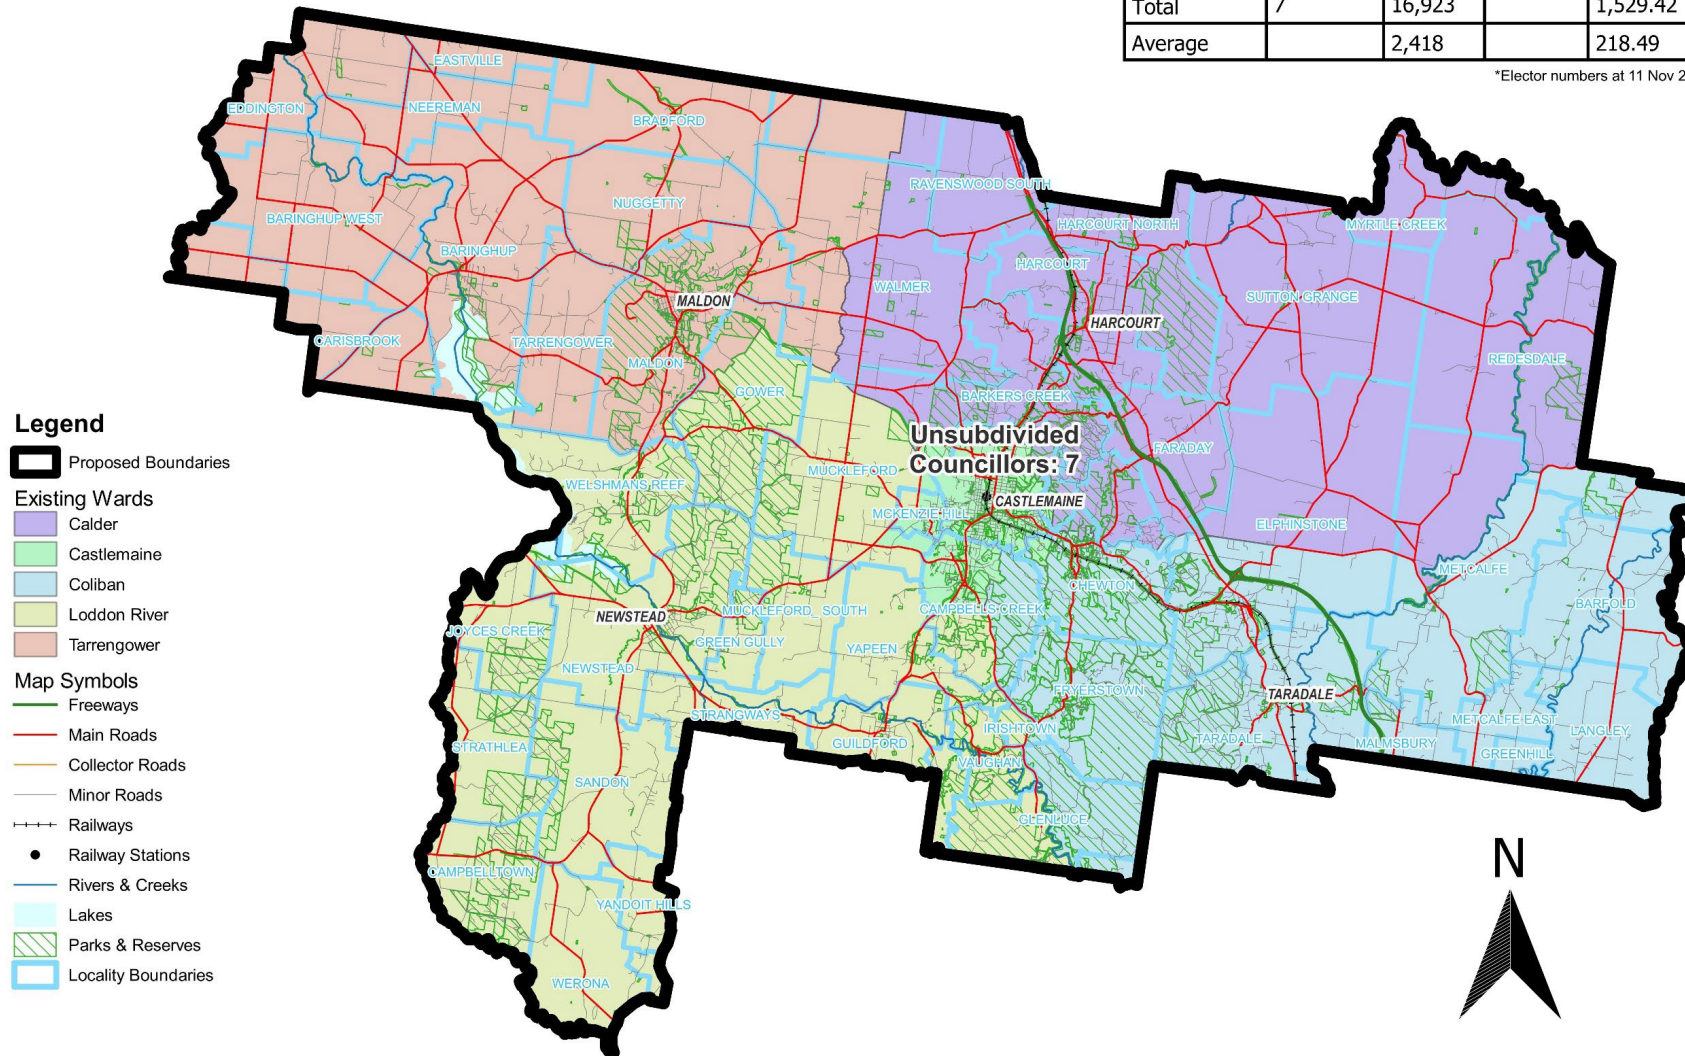 Total 7 16,923 1,529.42
Average 2,418 218.49
*Elector numbers at 11 Nov 2
EASTVILLE
EDDINGTON
NEEREMAN
BRADFORD
RAVENSWOOD SOUTH
NUGGETTY
BARINGHUP WEST
HARCOURT NORTH
MYRTLE CREEK
BARINGHUP
HARCOURT
WALMER
SUTTON GRANGE
MALDON
HARCOURT
CARISBROOK
TARRENGOWER
MALDON
REDESDALE
GOWER
BARKERS CREEK
Unsubdivided
Councillors: 7
FARADAY
MUCKLEFORD
WELSHMANS REEF
CASTLEMAINE
MCKENZIE HILL
ELPHINSTONE
METCALFE
CHEWTON
BARFOLD
NEWSTEAD
MUCKLEFORD SOUTH
CAMPBELLS CREEK
JOYCES CREEK
GREEN GULLY
YAPEEN
NEWSTEAD
FRYERSTOWN
TARADALE
STRANGWAYS
IRISHTOWN
METCALFE EAST
LANGLEY
STRATHLEA
GUILDFORD
TARADALE
MALMSBURY
GREENHILL
VAUGHAN
SANDON
GLENLUCE
CAMPBELLTOWN
YANDOIT HILLS
WERONA
Legend
Proposed Boundaries
Existing Wards
Calder
Castlemaine
Coliban
Loddon River
Tarrengower
Map Symbols
Freeways
Main Roads
Collector Roads
Minor Roads
Railways
Railway Stations
Rivers & Creeks
Lakes
Parks & Reserves
Locality Boundaries
N